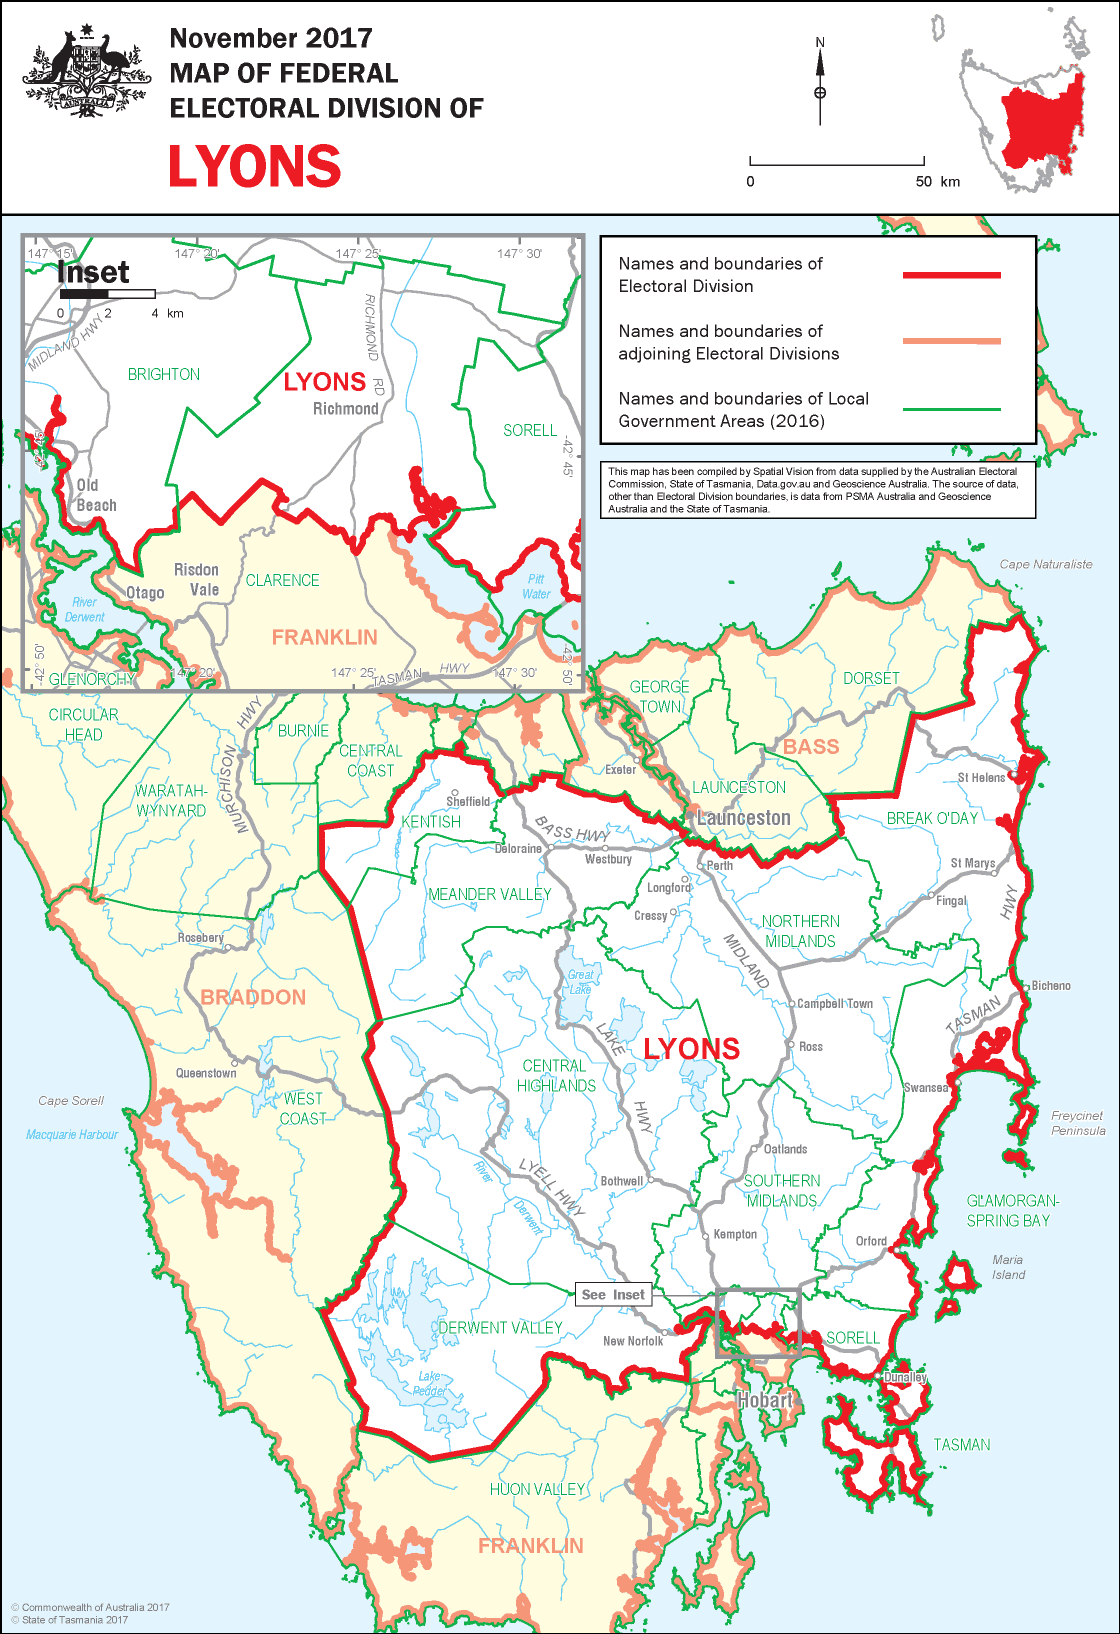 November 2017
MAP OF FEDERAL
ELECTORAL DIVISION OF
LYONS
AUSTRALIA
N
0 50 km
Names and boundaries of
Electoral Division
Names and boundaries of
adjoining Electoral Divisions
Names and boundaries of Local
Government Areas (2016)
This map has been compiled by Spatial Vision from data supplied by the Australian Electoral
Commission, State of Tasmania, Data.gov.au and Geoscience Australia. The source of data,
other than Electoral Division boundaries, is data from PSMA Australia and Geoscience
Australia and the State of Tasmania.
147° 15' 147° 20' 147° 25' 147° 30'
Inset
0 2 4 km
MIDLAND HWY
RICHMOND RD
BRIGHTON
LYONS
Richmond
SORELL
-42° 45'
-42° 45'
Old
Beach
Risdon
Vale
CLARENCE
Otago
Pitt
Water
River
Derwent
FRANKLIN
-42° 50'
-42° 50'
GLENORCHY
147° 20' 147° 25' 147° 30'
TASMAN HWY
Cape Naturaliste
CIRCULAR
HEAD
BURNIE
CENTRAL
COAST
GEORGE
TOWN
DORSET
BASS
WARATAH-
WYNYARD
MURCHISON HWY
Exeter
LAUNCESTON
Launceston
St Helens
Sheffield
KENTISH
BASS HWY
BREAK O'DAY
Deloraine
Westbury
Perth
St Marys
MEANDER VALLEY
Longford
Cressy
Fingal
HWY
NORTHERN
MIDLANDS
Rosebery
MIDLAND
BRADDON
Great
Lake
Bicheno
Campbell Town
TASMAN
LAKE
HWY
LYONS
Ross
Queenstown
CENTRAL
HIGHLANDS
Swansea
WEST
COAST
Cape Sorell
Macquarie Harbour
Freycinet
Peninsula
Oatlands
River
Derwent
LYELL HWY
Bothwell
SOUTHERN
MIDLANDS
GLAMORGAN-
SPRING BAY
Kempton
Orford
Maria
Island
See Inset
DERWENT VALLEY
New Norfolk
SORELL
Lake
Pedder
Dunalley
Hobart
TASMAN
HUON VALLEY
FRANKLIN
© Commonwealth of Australia 2017
© State of Tasmania 2017